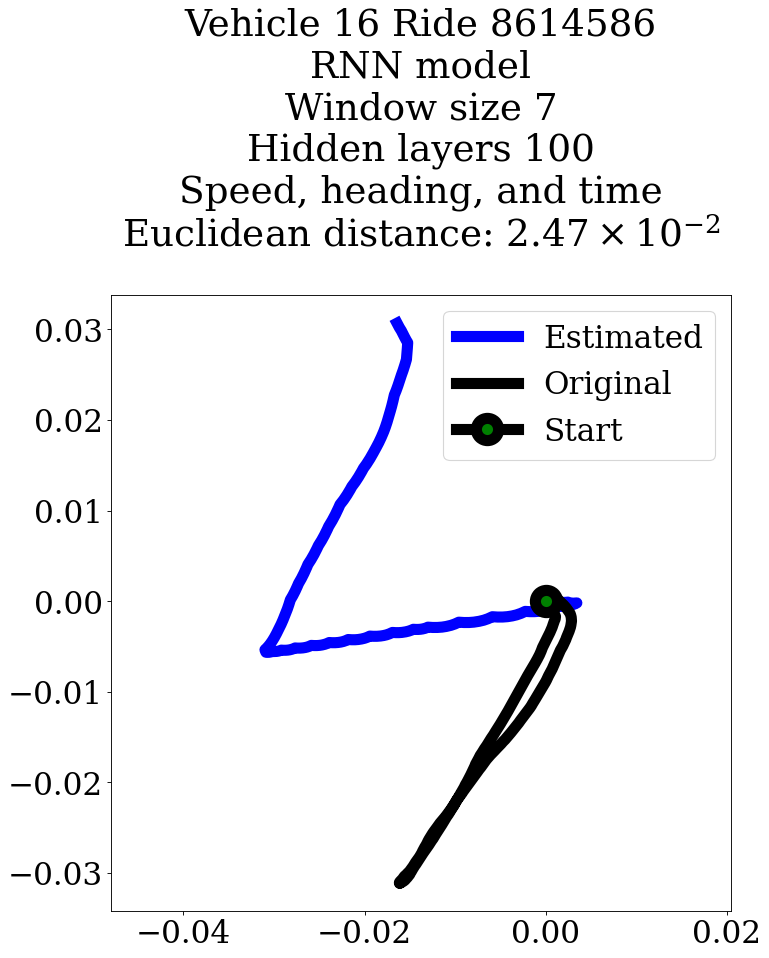 Vehicle 16 Ride 8614586
RNN model
Window size 7
Hidden layers 100
Speed, heading, and time
Euclidean distance: 2.47 × 10⁻²
Estimated
Original
Start
0.03
0.02
0.01
0.00
−0.01
−0.02
−0.03
−0.04 −0.02 0.00 0.02